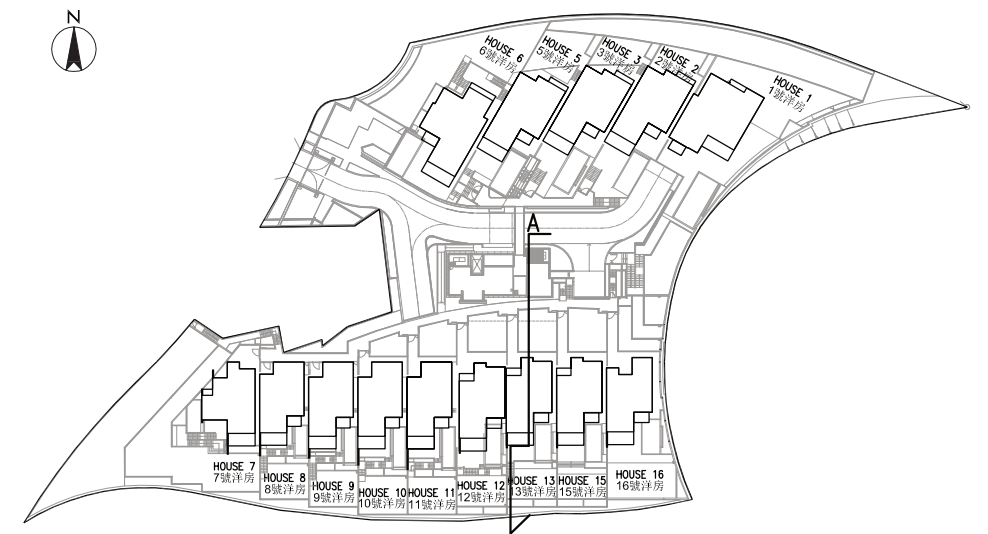 N
HOUSE 6
6號洋房
HOUSE 5
5號洋房
HOUSE 3
3號洋房
HOUSE 2
2號洋房
HOUSE 1
1號洋房
A
HOUSE 7
7號洋房
HOUSE 8
8號洋房
HOUSE 9
9號洋房
HOUSE 10
10號洋房
HOUSE 11
11號洋房
HOUSE 12
12號洋房
HOUSE 13
13號洋房
HOUSE 15
15號洋房
HOUSE 16
16號洋房